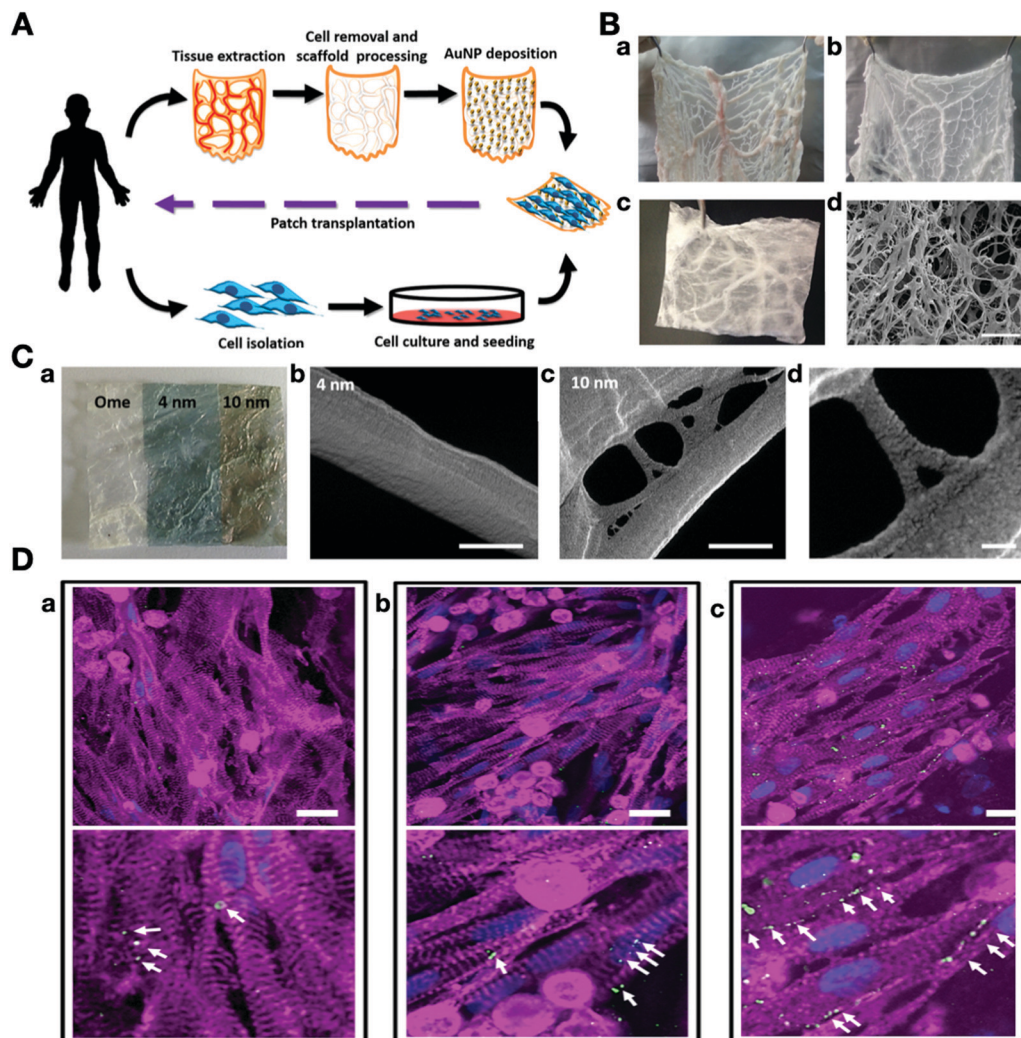 A
Tissue extraction
Cell removal and
scaffold processing
AuNP deposition
Patch transplantation
Cell isolation
Cell culture and seeding
B
a
b
c
d
C
a
Ome
4 nm
10 nm
b
4 nm
c
10 nm
d
D
a
b
c